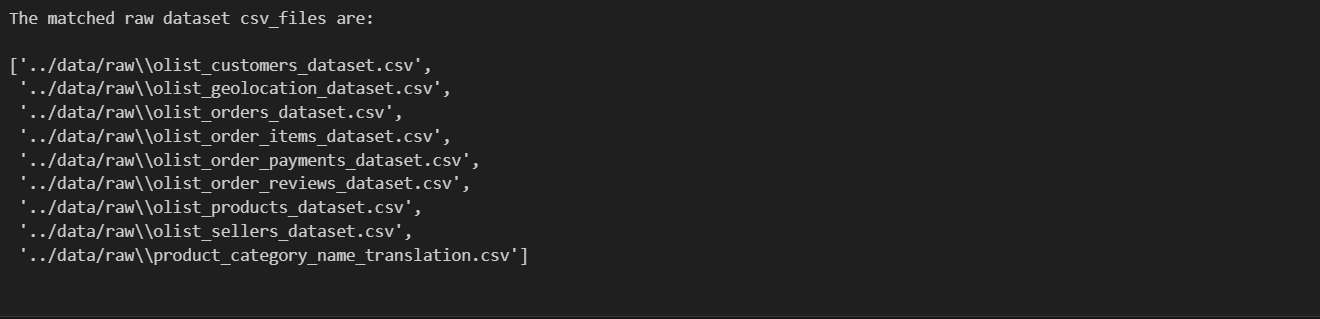 The matched raw dataset csv_files are:
['../data/raw\\olist_customers_dataset.csv',
'../data/raw\\olist_geolocation_dataset.csv',
'../data/raw\\olist_orders_dataset.csv',
'../data/raw\\olist_order_items_dataset.csv',
'../data/raw\\olist_order_payments_dataset.csv',
'../data/raw\\olist_order_reviews_dataset.csv',
'../data/raw\\olist_products_dataset.csv',
'../data/raw\\olist_sellers_dataset.csv',
'../data/raw\\product_category_name_translation.csv']